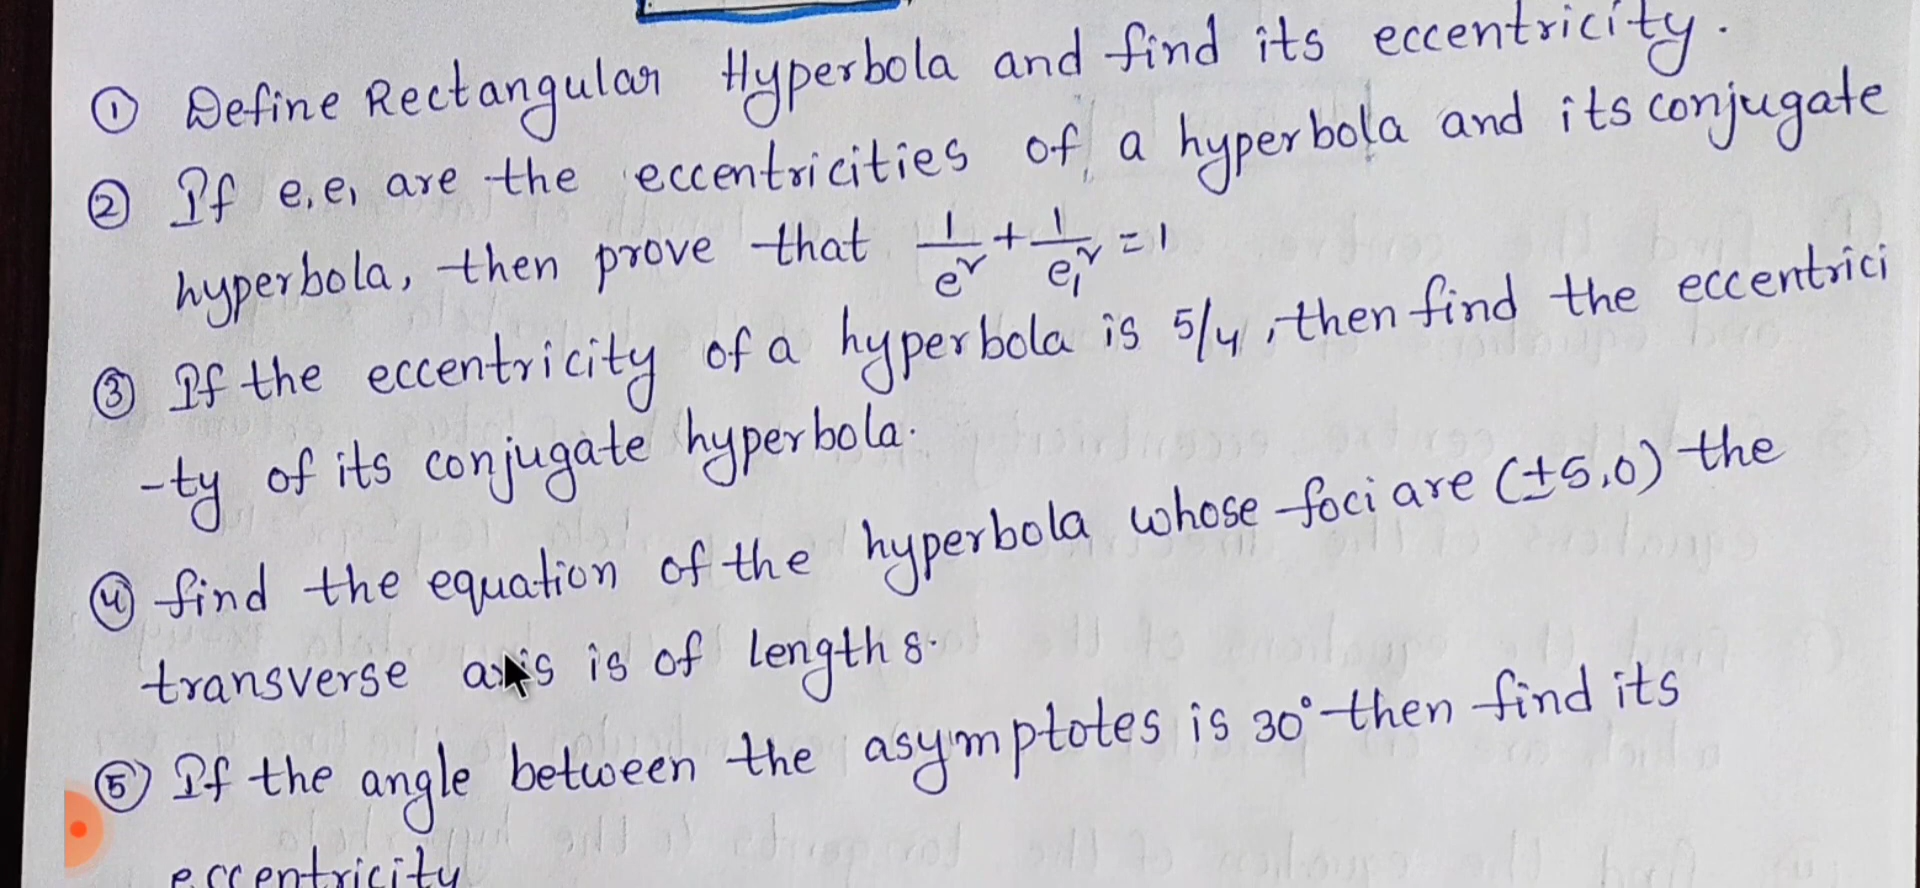 ① Define Rectangular Hyperbola and find its eccentricity.
② If e, e₁ are the eccentricities of a hyperbola and its conjugate
hyperbola, then prove that 1/e² + 1/e₁² = 1
③ If the eccentricity of a hyperbola is 5/4, then find the eccentrici
-ty of its conjugate hyperbola.
④ find the equation of the hyperbola whose foci are (±5,0) the
transverse axis is of length 8.
⑤ If the angle between the asymptotes is 30° then find its
eccentricity